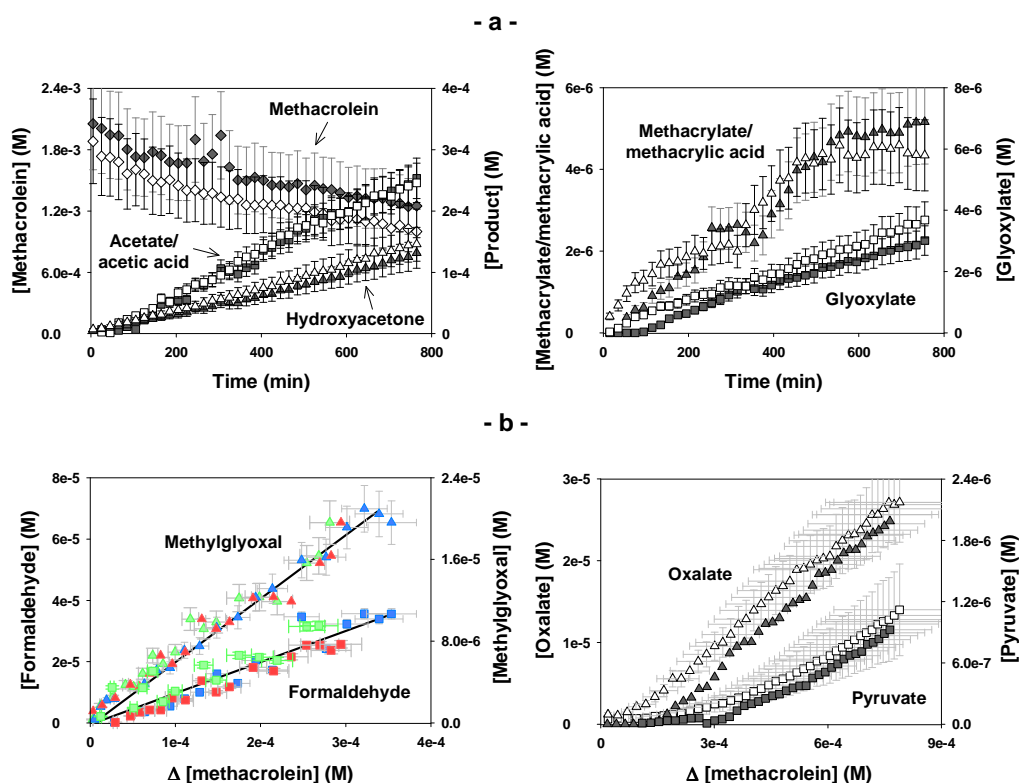 - a -
[Methacrolein] (M)
2.4e-3
1.8e-3
1.2e-3
6.0e-4
0.0
Methacrolein
Acetate/
acetic acid
Hydroxyacetone
4e-4
3e-4
2e-4
1e-4
0
[Product] (M)
0 200 400 600 800
Time (min)
[Methacrylate/methacrylic acid] (M)
6e-6
4e-6
2e-6
0
Methacrylate/
methacrylic acid
Glyoxylate
8e-6
6e-6
4e-6
2e-6
0
[Glyoxylate] (M)
0 200 400 600 800
Time (min)
- b -
[Formaldehyde] (M)
8e-5
6e-5
4e-5
2e-5
0
Methylglyoxal
Formaldehyde
2.4e-5
1.6e-5
8.0e-6
0.0
[Methylglyoxal] (M)
0 1e-4 2e-4 3e-4 4e-4
Δ [methacrolein] (M)
[Oxalate] (M)
3e-5
2e-5
1e-5
0e0
Oxalate
Pyruvate
2.4e-6
1.8e-6
1.2e-6
6.0e-7
0.0
[Pyruvate] (M)
0 3e-4 6e-4 9e-4
Δ [methacrolein] (M)